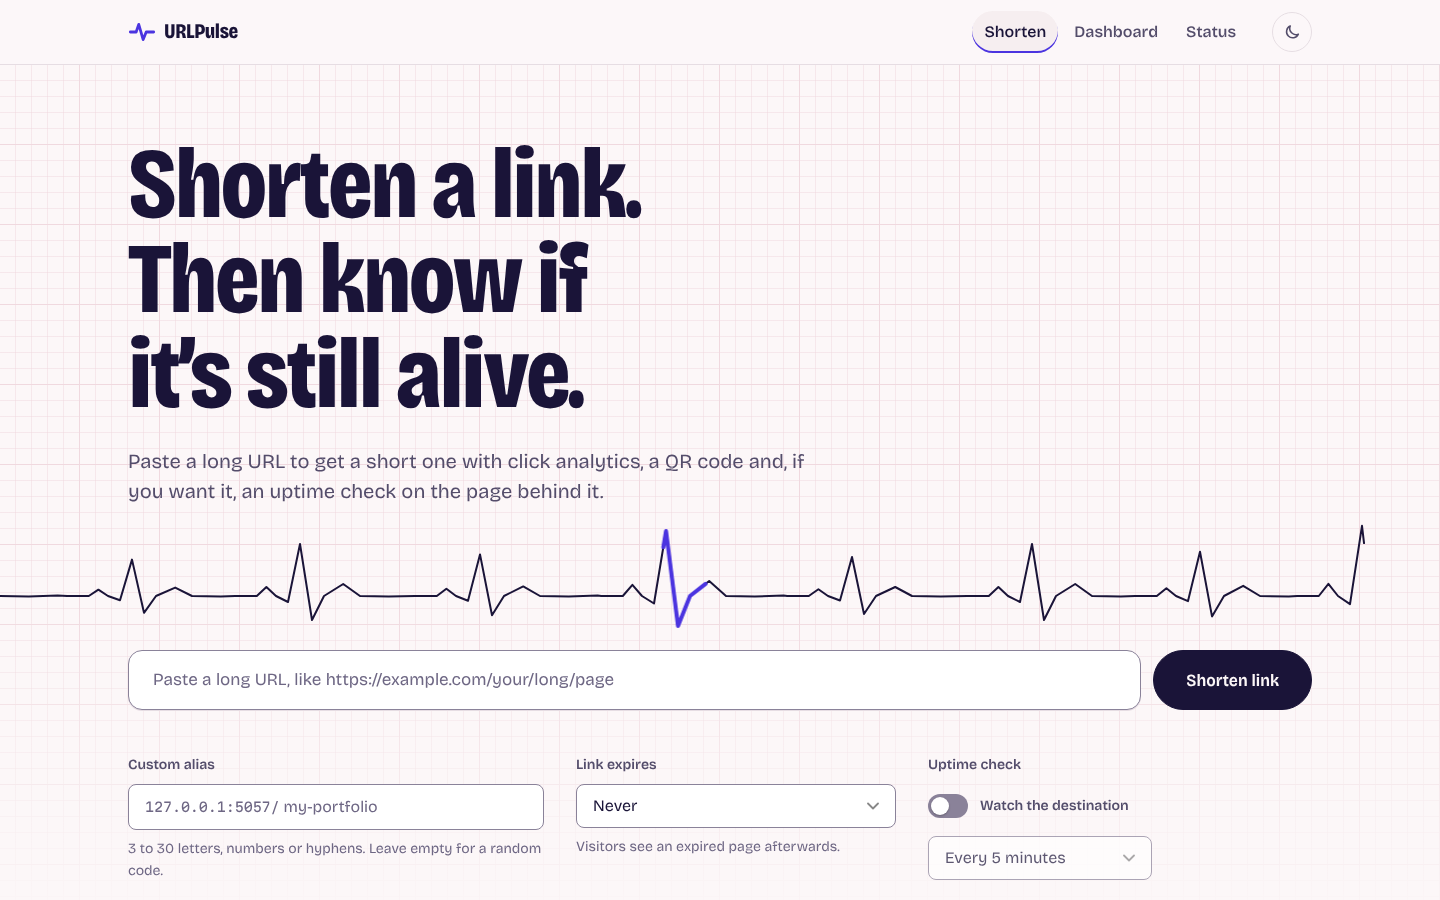 URLPulse
Shorten
Dashboard
Status
Shorten a link.
Then know if
it's still alive.
Paste a long URL to get a short one with click analytics, a QR code and, if
you want it, an uptime check on the page behind it.
Paste a long URL, like https://example.com/your/long/page
Shorten link
Custom alias
127.0.0.1:5057/ my-portfolio
3 to 30 letters, numbers or hyphens. Leave empty for a random
code.
Link expires
Never
Visitors see an expired page afterwards.
Uptime check
Watch the destination
Every 5 minutes